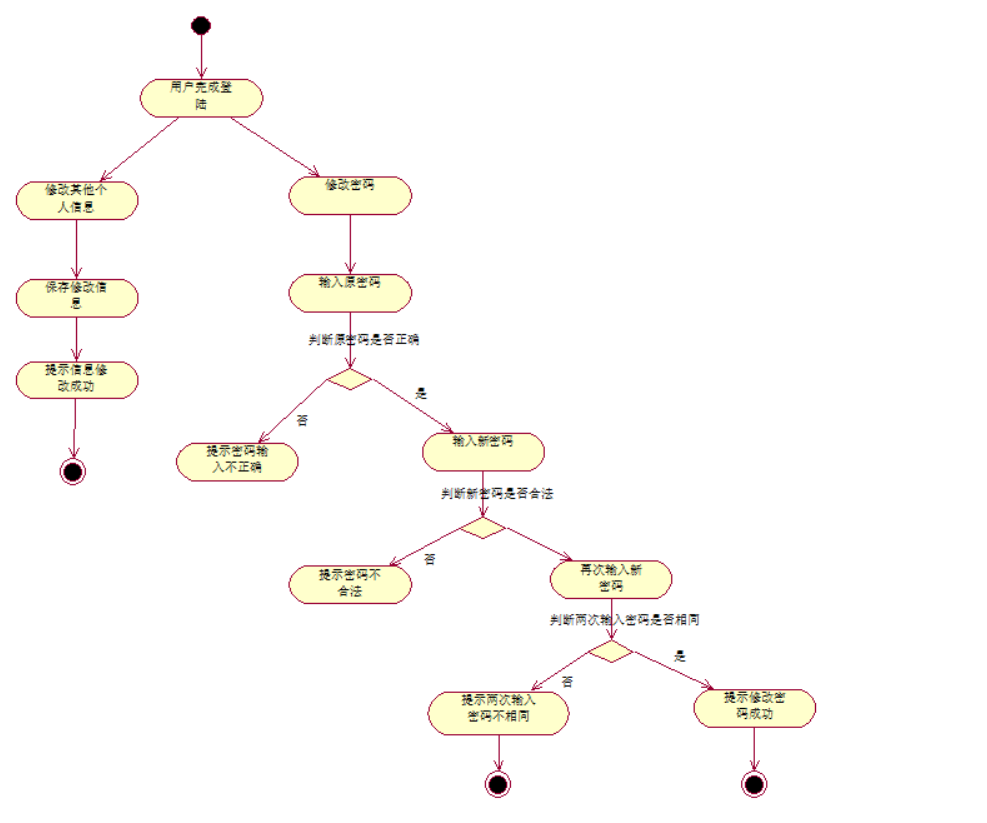 用户完成登
陆
修改其他个
人信息
修改密码
保存修改信
息
输入原密码
判断原密码是否正确
提示信息修
改成功
是
否
提示密码输
入不正确
输入新密码
判断新密码是否合法
否
提示密码不
合法
再次输入新
密码
判断两次输入密码是否相同
是
否
提示两次输入
密码不相同
提示修改密
码成功